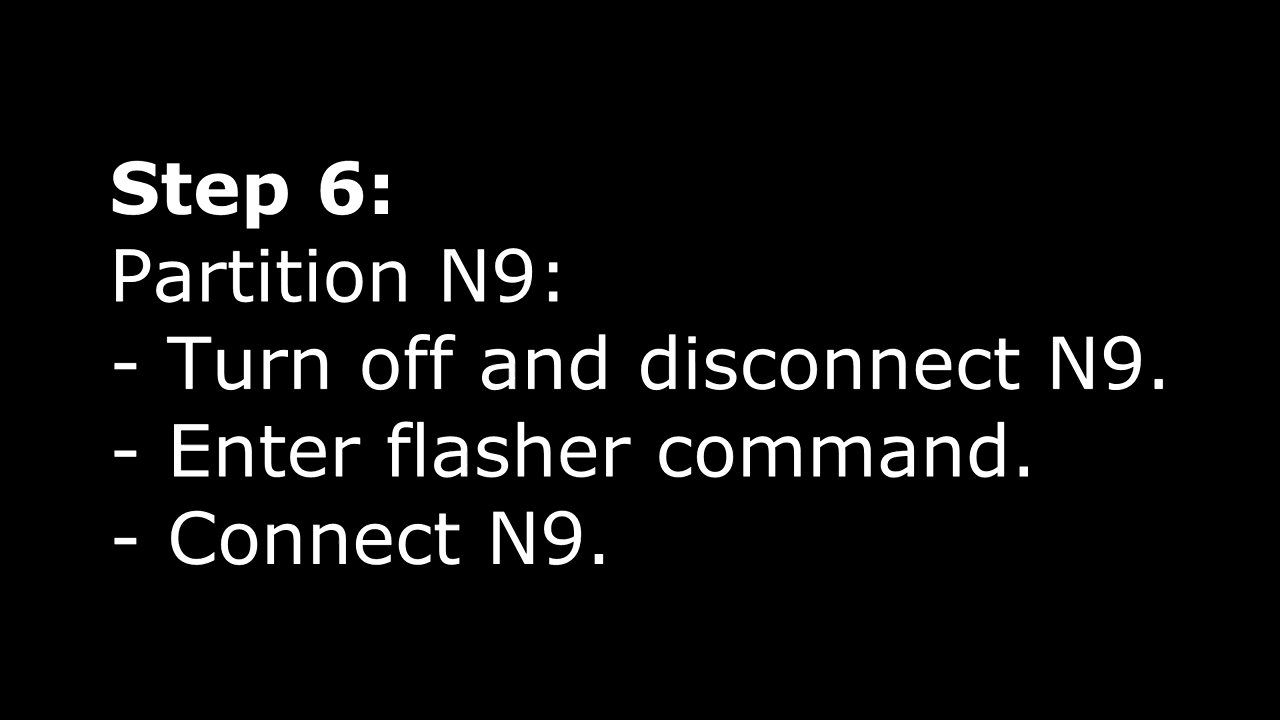 Step 6:
Partition N9:
- Turn off and disconnect N9.
- Enter flasher command.
- Connect N9.